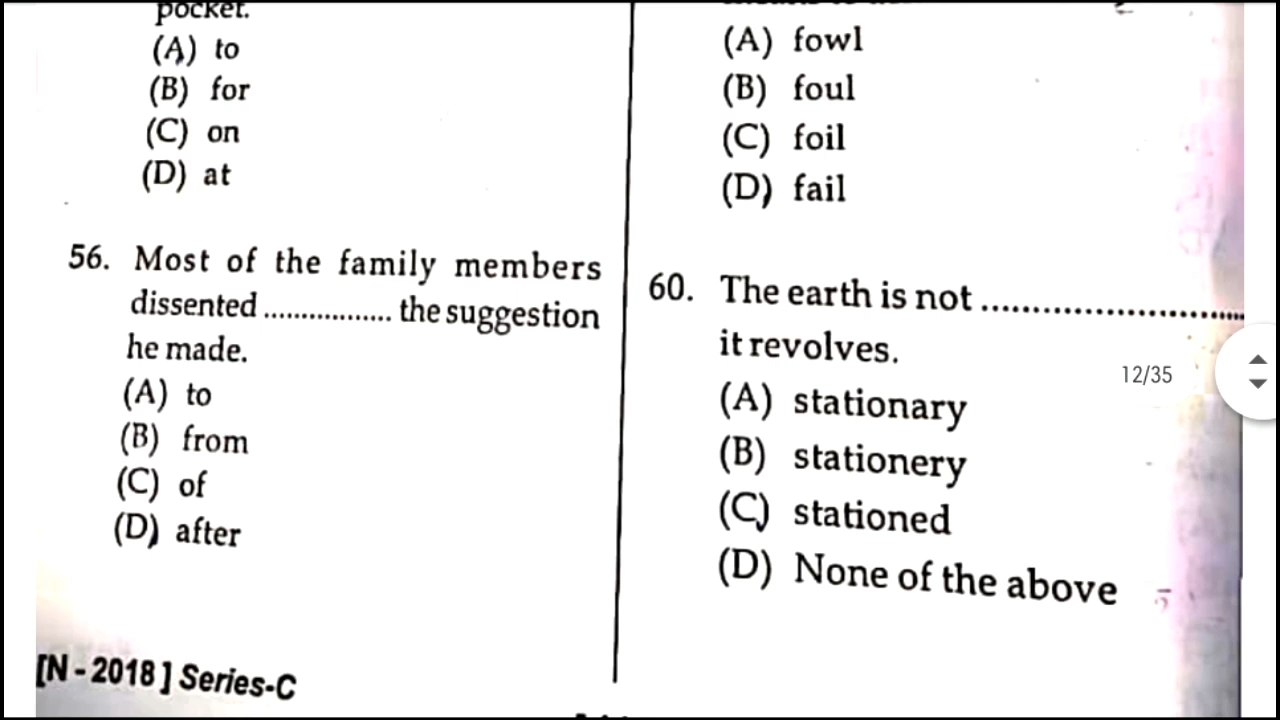 pocket.
(A) to
(B) for
(C) on
(D) at
56. Most of the family members
dissented ................. the suggestion
he made.
(A) to
(B) from
(C) of
(D) after
[N - 2018 ] Series-C
(A) fowl
(B) foul
(C) foil
(D) fail
60. The earth is not ..............................
it revolves.
(A) stationary
(B) stationery
(C) stationed
(D) None of the above
12/35